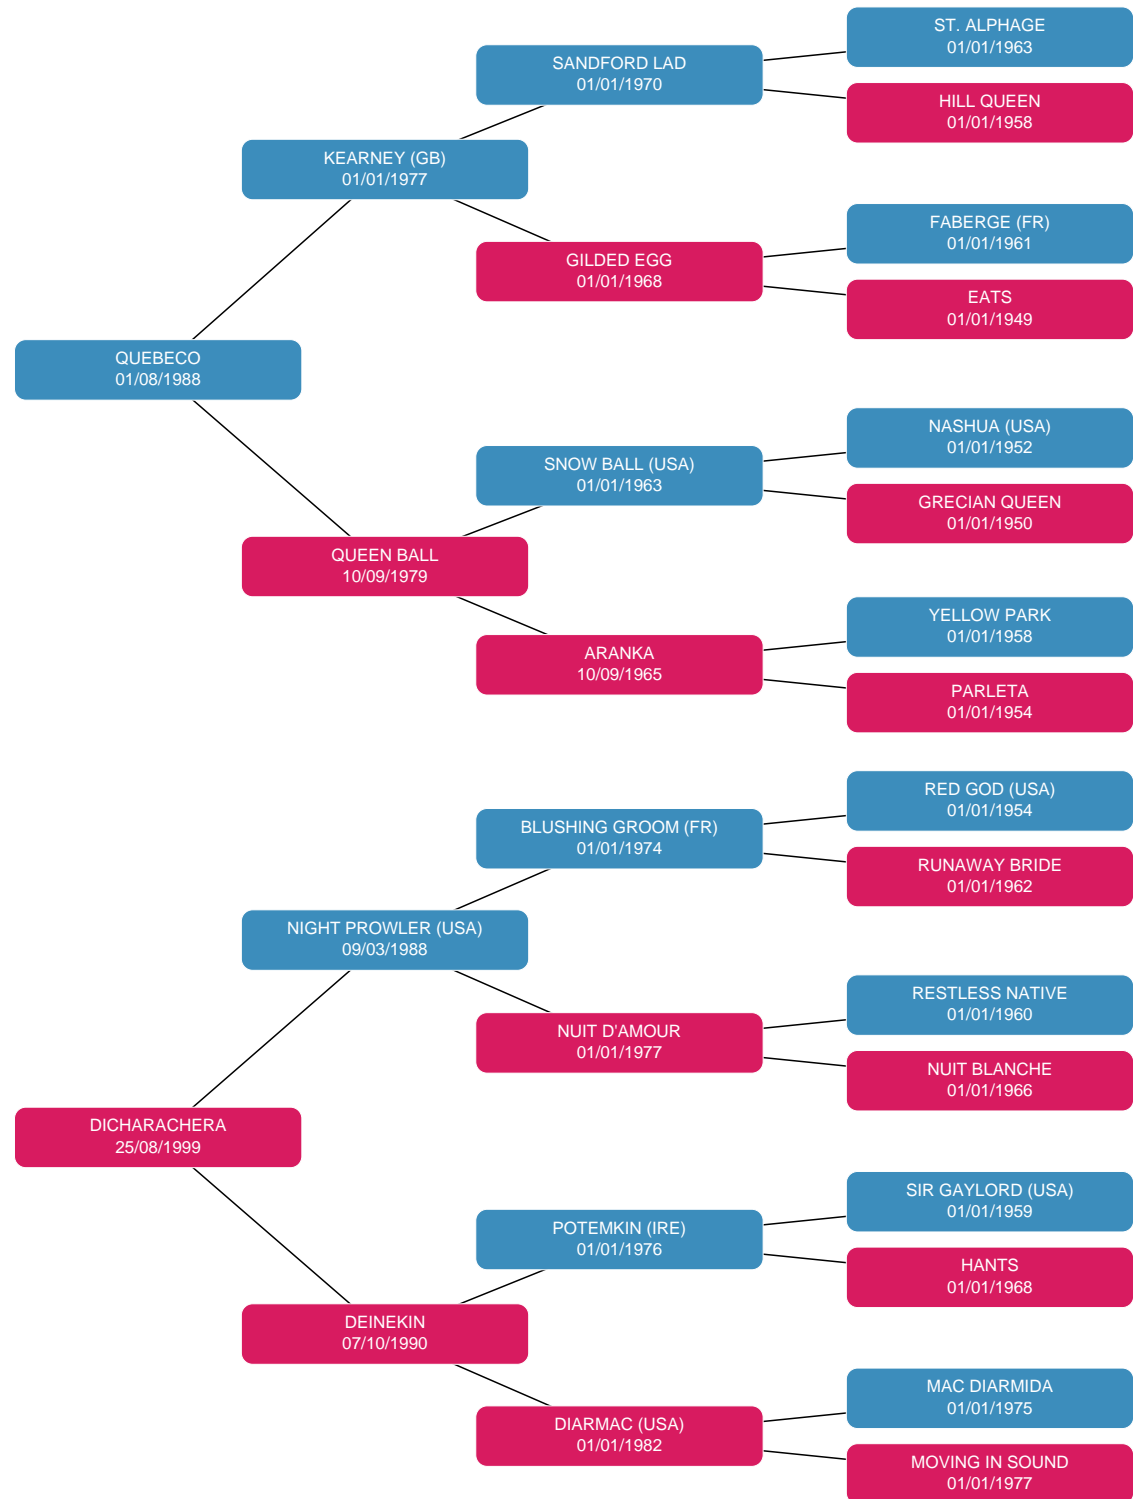 ST. ALPHAGE
01/01/1963
SANDFORD LAD
01/01/1970
HILL QUEEN
01/01/1958
KEARNEY (GB)
01/01/1977
FABERGE (FR)
01/01/1961
GILDED EGG
01/01/1968
EATS
01/01/1949
QUEBECO
01/08/1988
NASHUA (USA)
01/01/1952
SNOW BALL (USA)
01/01/1963
GRECIAN QUEEN
01/01/1950
QUEEN BALL
10/09/1979
YELLOW PARK
01/01/1958
ARANKA
10/09/1965
PARLETA
01/01/1954
RED GOD (USA)
01/01/1954
BLUSHING GROOM (FR)
01/01/1974
RUNAWAY BRIDE
01/01/1962
NIGHT PROWLER (USA)
09/03/1988
RESTLESS NATIVE
01/01/1960
NUIT D'AMOUR
01/01/1977
NUIT BLANCHE
01/01/1966
DICHARACHERA
25/08/1999
SIR GAYLORD (USA)
01/01/1959
POTEMKIN (IRE)
01/01/1976
HANTS
01/01/1968
DEINEKIN
07/10/1990
MAC DIARMIDA
01/01/1975
DIARMAC (USA)
01/01/1982
MOVING IN SOUND
01/01/1977